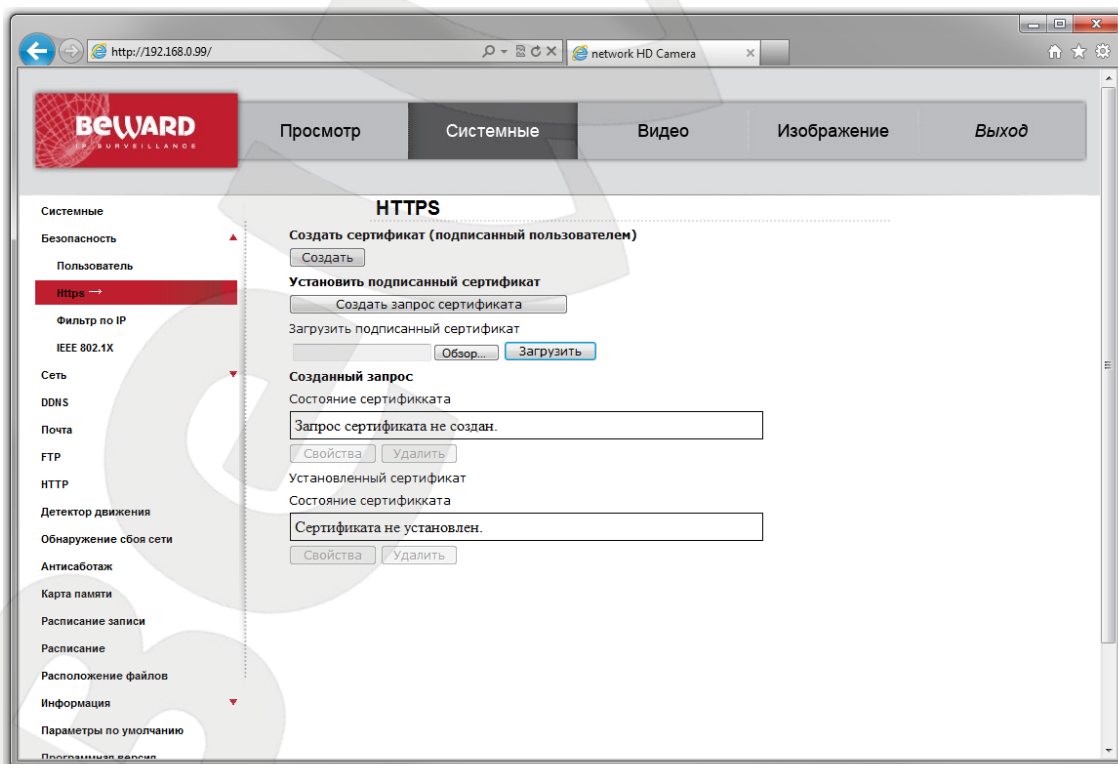 http://192.168.0.99/
network HD Camera
BEWARD
IP SURVEILLANCE
Просмотр Системные Видео Изображение Выход
Системные
Безопасность
Пользователь
Https →
Фильтр по IP
IEEE 802.1X
Сеть
DDNS
Почта
FTP
HTTP
Детектор движения
Обнаружение сбоя сети
Антисаботаж
Карта памяти
Расписание записи
Расписание
Расположение файлов
Информация
Параметры по умолчанию
Программная версия
HTTPS
Создать сертификат (подписанный пользователем)
Создать
Установить подписанный сертификат
Создать запрос сертификата
Загрузить подписанный сертификат
Обзор... Загрузить
Созданный запрос
Состояние сертификката
Запрос сертификата не создан.
Свойства Удалить
Установленный сертификат
Состояние сертификката
Сертификата не установлен.
Свойства Удалить